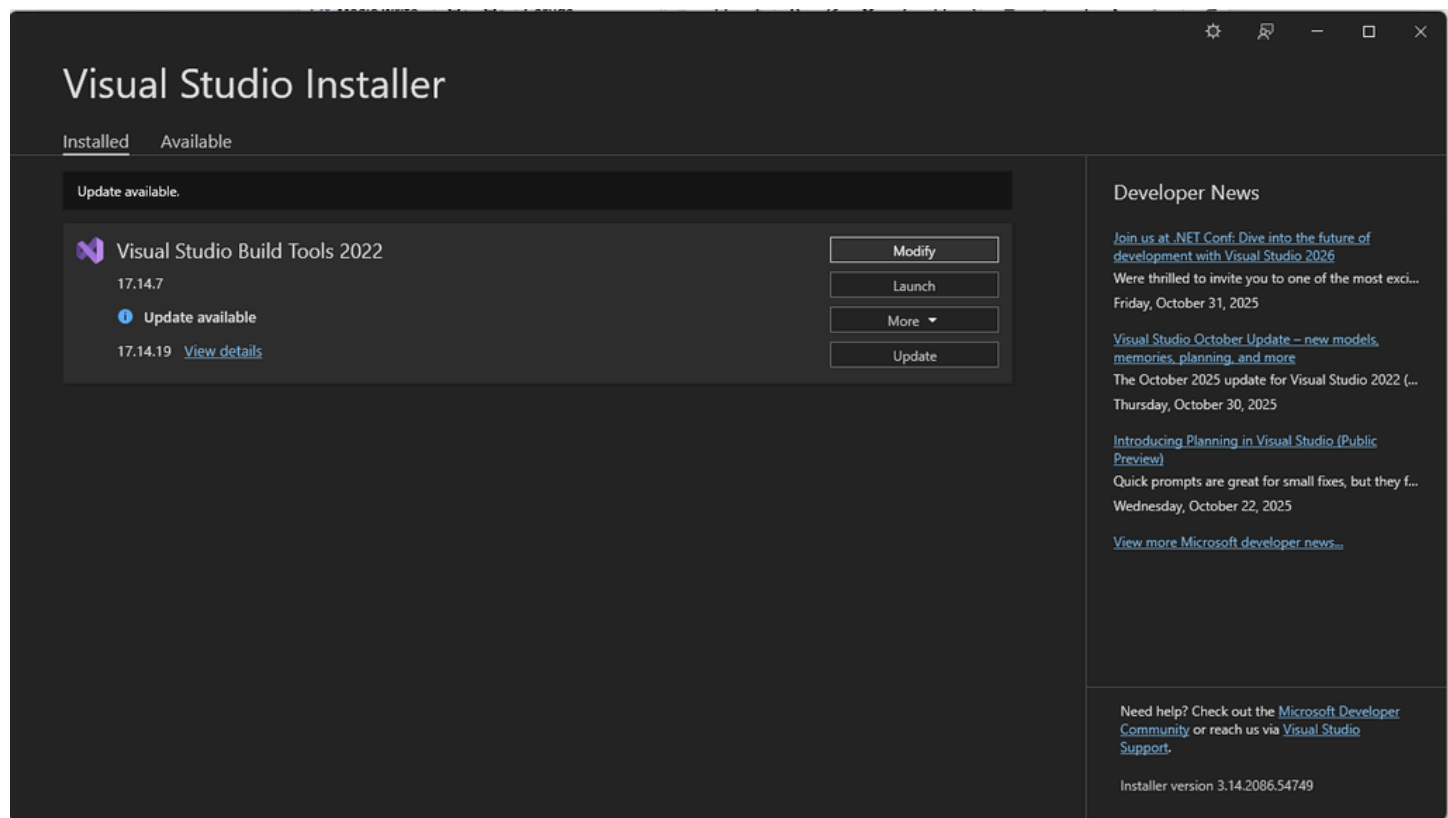 Visual Studio Installer
Installed Available
Update available.
Visual Studio Build Tools 2022
17.14.7
Update available
17.14.19 View details
Modify
Launch
More
Update
Developer News
Join us at .NET Conf: Dive into the future of
development with Visual Studio 2026
Were thrilled to invite you to one of the most exci...
Friday, October 31, 2025
Visual Studio October Update – new models,
memories, planning, and more
The October 2025 update for Visual Studio 2022 (...
Thursday, October 30, 2025
Introducing Planning in Visual Studio (Public
Preview)
Quick prompts are great for small fixes, but they f...
Wednesday, October 22, 2025
View more Microsoft developer news...
Need help? Check out the Microsoft Developer
Community or reach us via Visual Studio
Support.
Installer version 3.14.2086.54749